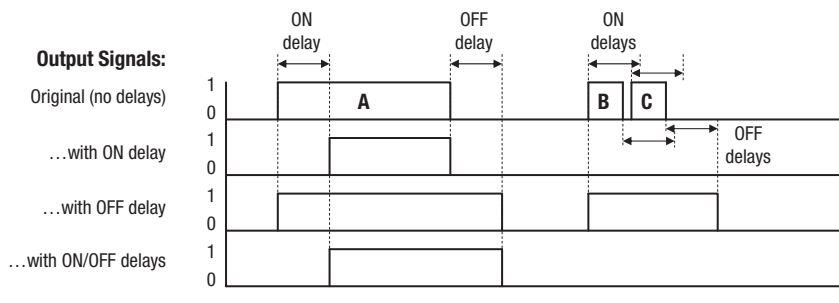 ON
delay
OFF
delay
ON
delays
Output Signals:
Original (no delays)
1
0
A
B
C
OFF
delays
…with ON delay
1
0
…with OFF delay
1
0
…with ON/OFF delays
1
0